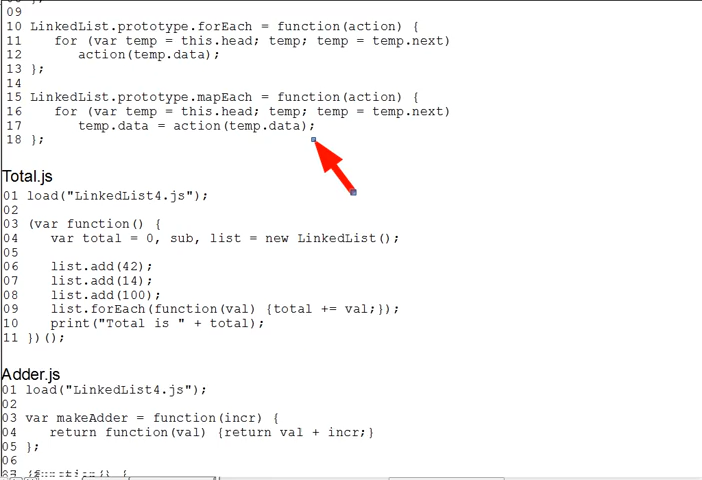 09
10 LinkedList.prototype.forEach = function(action) {
11    for (var temp = this.head; temp; temp = temp.next)
12       action(temp.data);
13 };
14
15 LinkedList.prototype.mapEach = function(action) {
16    for (var temp = this.head; temp; temp = temp.next)
17       temp.data = action(temp.data);
18 };
Total.js
01 load("LinkedList4.js");
02
03 (var function() {
04    var total = 0, sub, list = new LinkedList();
05
06    list.add(42);
07    list.add(14);
08    list.add(100);
09    list.forEach(function(val) {total += val;});
10    print("Total is " + total);
11 })();
Adder.js
01 load("LinkedList4.js");
02
03 var makeAdder = function(incr) {
04    return function(val) {return val + incr;}
05 };
06